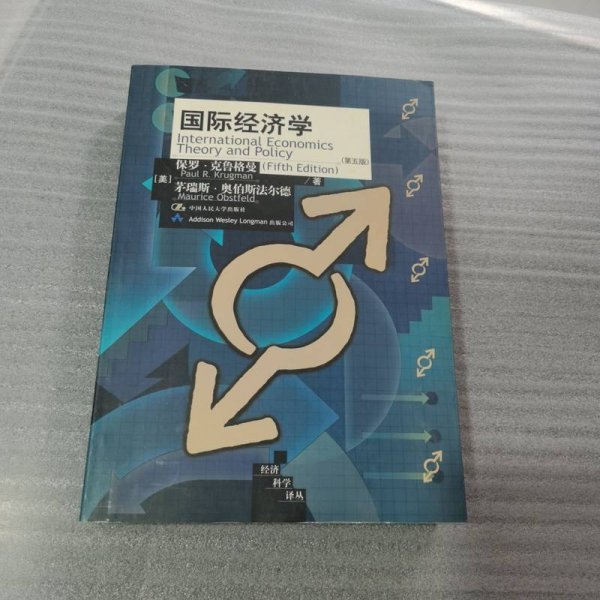 国际经济学
International Economics
Theory and Policy
(第五版)
保罗·克鲁格曼 (Fifth Edition)
Paul R. Krugman
[美] /著
茅瑞斯·奥伯斯法尔德
Maurice Obstfeld
中国人民大学出版社
Addison Wesley Longman 出版公司
经济
科学
译丛